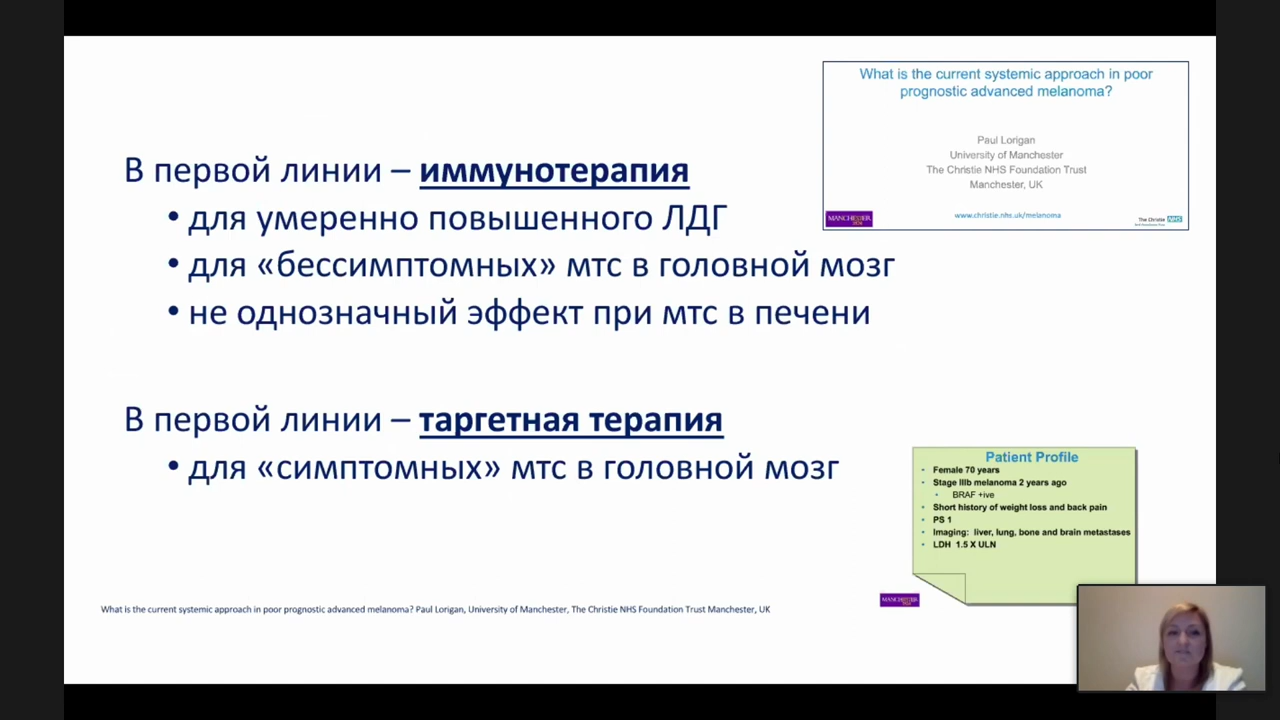 What is the current systemic approach in poor
prognostic advanced melanoma?
Paul Lorigan
University of Manchester
The Christie NHS Foundation Trust
Manchester, UK
www.christie.nhs.uk/melanoma
MANCHESTER
The Christie NHS
В первой линии – иммунотерапия
• для умеренно повышенного ЛДГ
• для «бессимптомных» мтс в головной мозг
• не однозначный эффект при мтс в печени
В первой линии – таргетная терапия
• для «симптомных» мтс в головной мозг
Patient Profile
• Female 70 years
• Stage IIIb melanoma 2 years ago
• BRAF +ive
• Short history of weight loss and back pain
• PS 1
• Imaging: liver, lung, bone and brain metastases
• LDH 1.5 X ULN
MANCHESTER
What is the current systemic approach in poor prognostic advanced melanoma? Paul Lorigan, University of Manchester, The Christie NHS Foundation Trust Manchester, UK